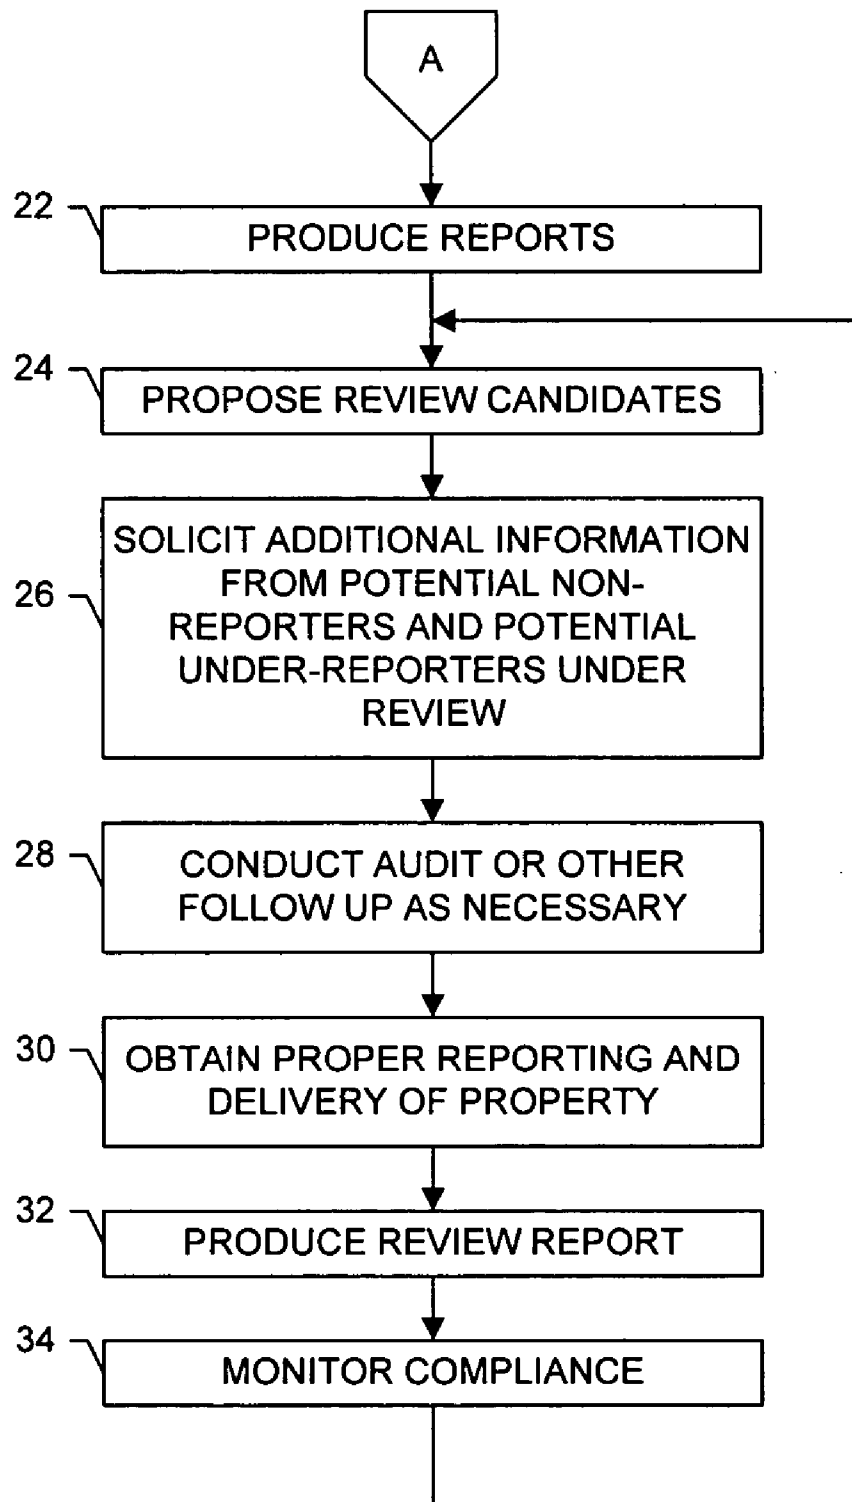 A
22
PRODUCE REPORTS
24
PROPOSE REVIEW CANDIDATES
26
SOLICIT ADDITIONAL INFORMATION
FROM POTENTIAL NON-
REPORTERS AND POTENTIAL
UNDER-REPORTERS UNDER
REVIEW
28
CONDUCT AUDIT OR OTHER
FOLLOW UP AS NECESSARY
30
OBTAIN PROPER REPORTING AND
DELIVERY OF PROPERTY
32
PRODUCE REVIEW REPORT
34
MONITOR COMPLIANCE